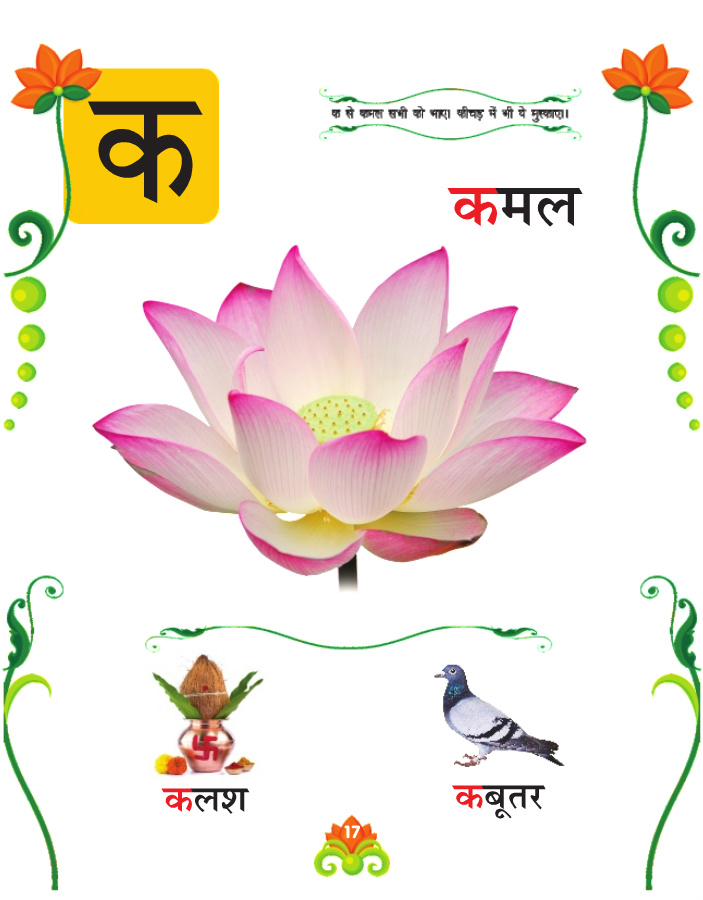 क
क से कमल सभी को भाए। कीचड़ में भी ये मुस्काए।।
कमल
कलश
कबूतर
17